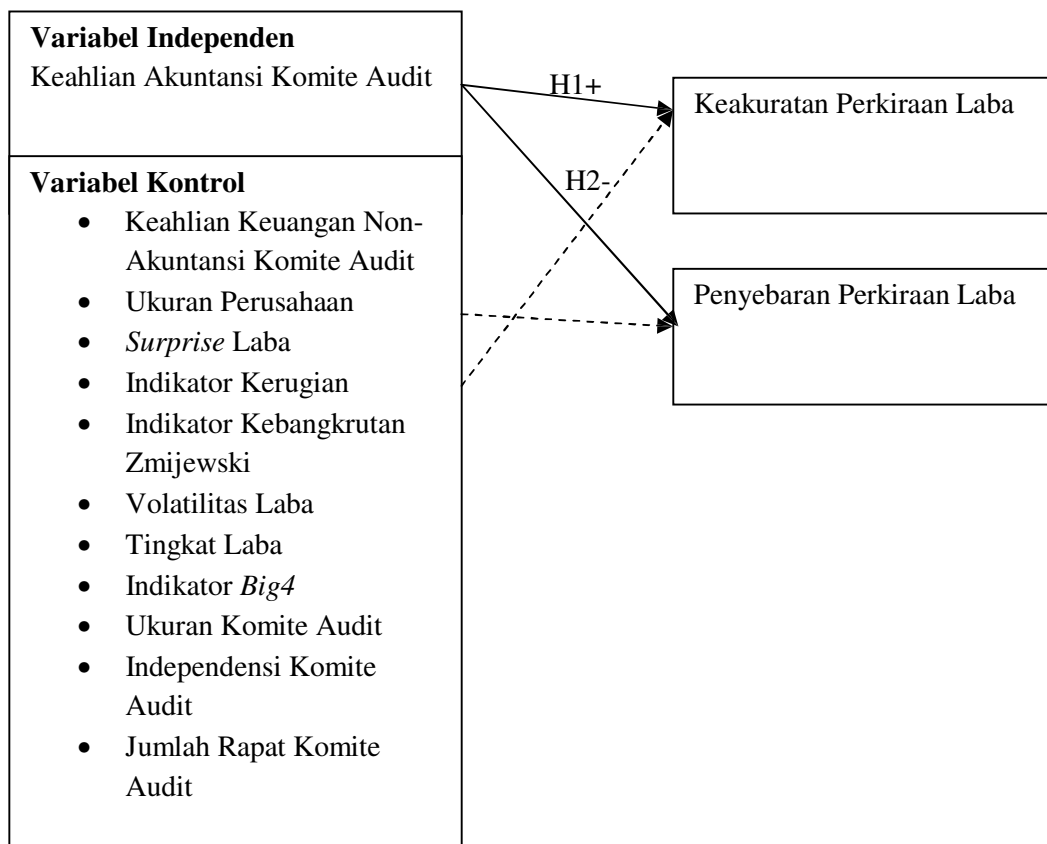 Variabel Independen
Keahlian Akuntansi Komite Audit
H1+
Keakuratan Perkiraan Laba
Variabel Kontrol
• Keahlian Keuangan Non-
Akuntansi Komite Audit
• Ukuran Perusahaan
• Surprise Laba
• Indikator Kerugian
• Indikator Kebangkrutan
Zmijewski
• Volatilitas Laba
• Tingkat Laba
• Indikator Big4
• Ukuran Komite Audit
• Independensi Komite
Audit
• Jumlah Rapat Komite
Audit
H2-
Penyebaran Perkiraan Laba